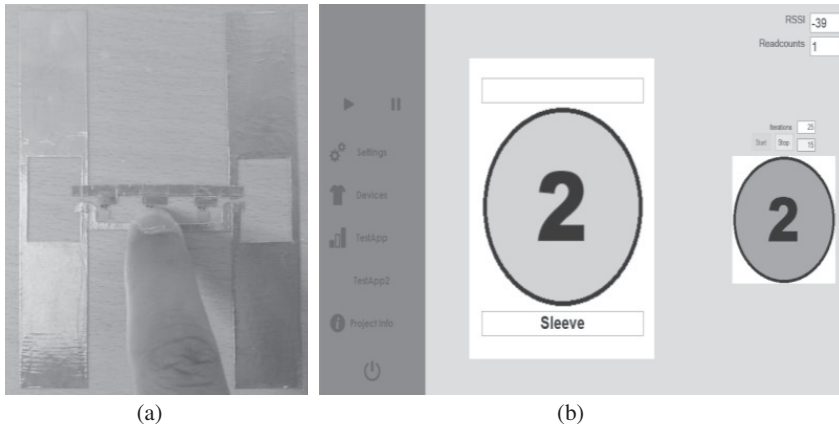 RSSI -39
Readcounts 1
Settings
Devices
TestApp
TestApp2
Project Info
2
Sleeve
Iterations 25
Start Stop 15
2
(a)
(b)